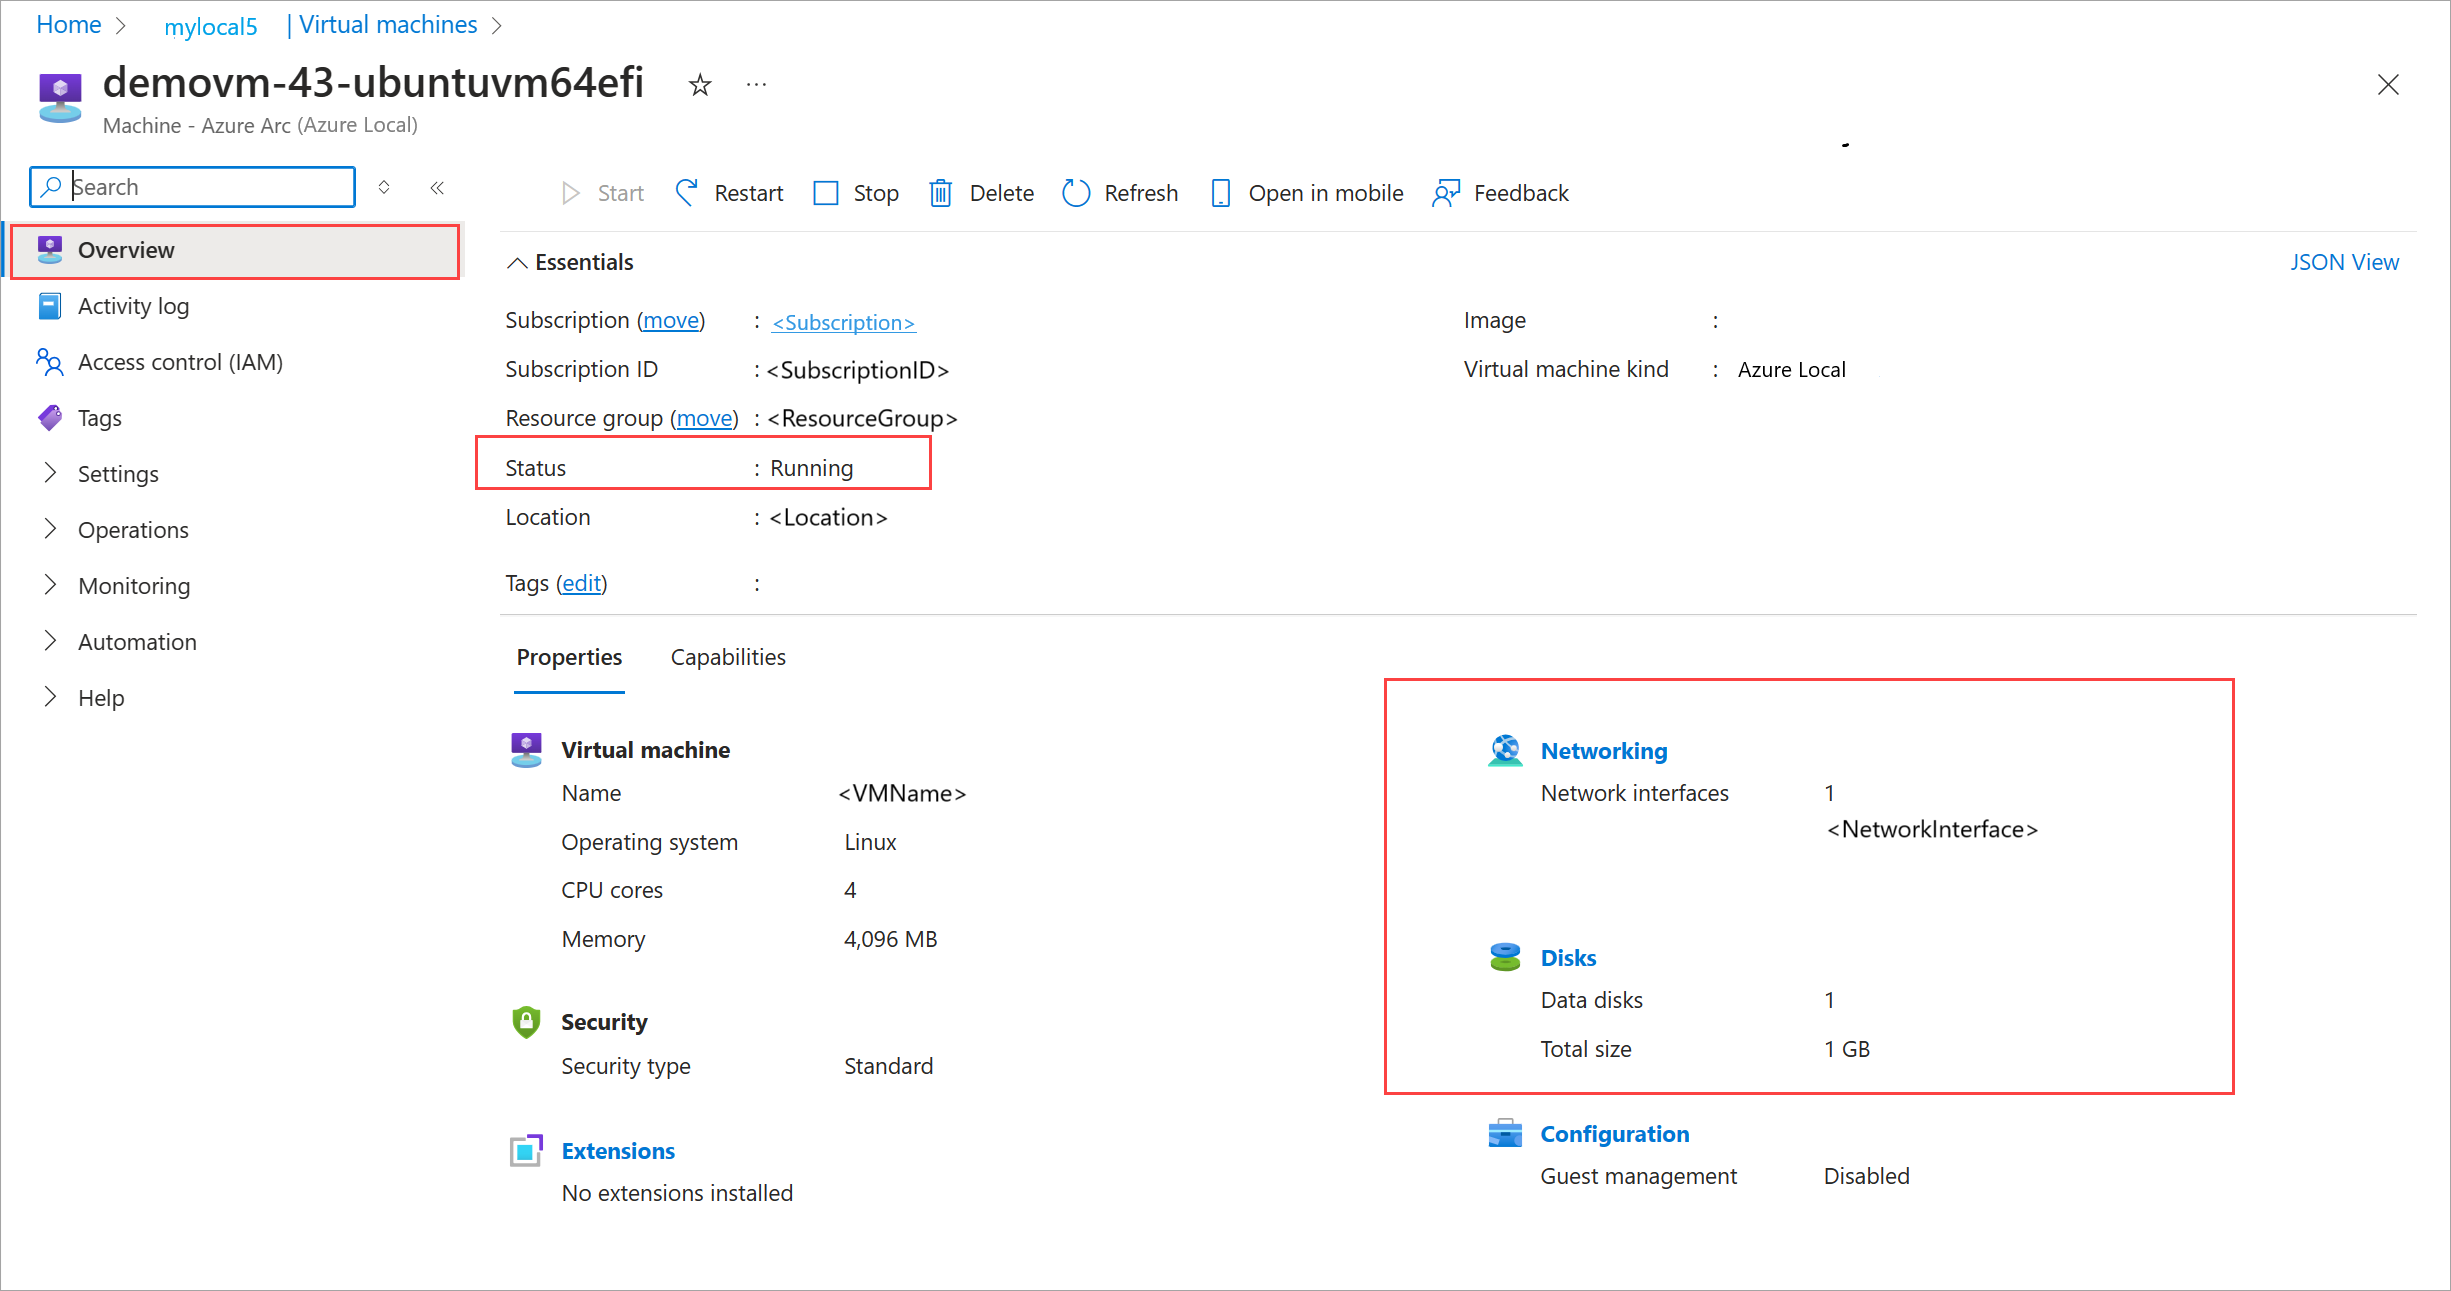 Home > mylocal5 | Virtual machines >
demovm-43-ubuntuvm64efi ☆ ···
Machine - Azure Arc (Azure Local)
Search
Start Restart Stop Delete Refresh Open in mobile Feedback
Overview
Activity log
Access control (IAM)
Tags
Settings
Operations
Monitoring
Automation
Help
Essentials
JSON View
Subscription (move) : <Subscription>
Subscription ID : <SubscriptionID>
Resource group (move) : <ResourceGroup>
Status : Running
Location : <Location>
Tags (edit) :
Image :
Virtual machine kind : Azure Local
Properties Capabilities
Virtual machine
Name <VMName>
Operating system Linux
CPU cores 4
Memory 4,096 MB
Security
Security type Standard
Extensions
No extensions installed
Networking
Network interfaces 1
<NetworkInterface>
Disks
Data disks 1
Total size 1 GB
Configuration
Guest management Disabled